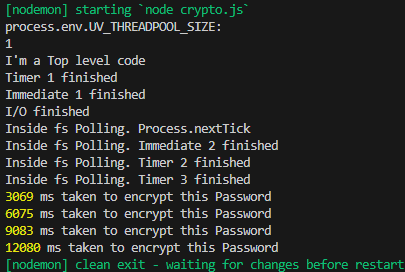 [nodemon] starting `node crypto.js`
process.env.UV_THREADPOOL_SIZE:
1
I'm a Top level code
Timer 1 finished
Immediate 1 finished
I/O finished
Inside fs Polling. Process.nextTick
Inside fs Polling. Immediate 2 finished
Inside fs Polling. Timer 2 finished
Inside fs Polling. Timer 3 finished
3069 ms taken to encrypt this Password
6075 ms taken to encrypt this Password
9083 ms taken to encrypt this Password
12080 ms taken to encrypt this Password
[nodemon] clean exit - waiting for changes before restart